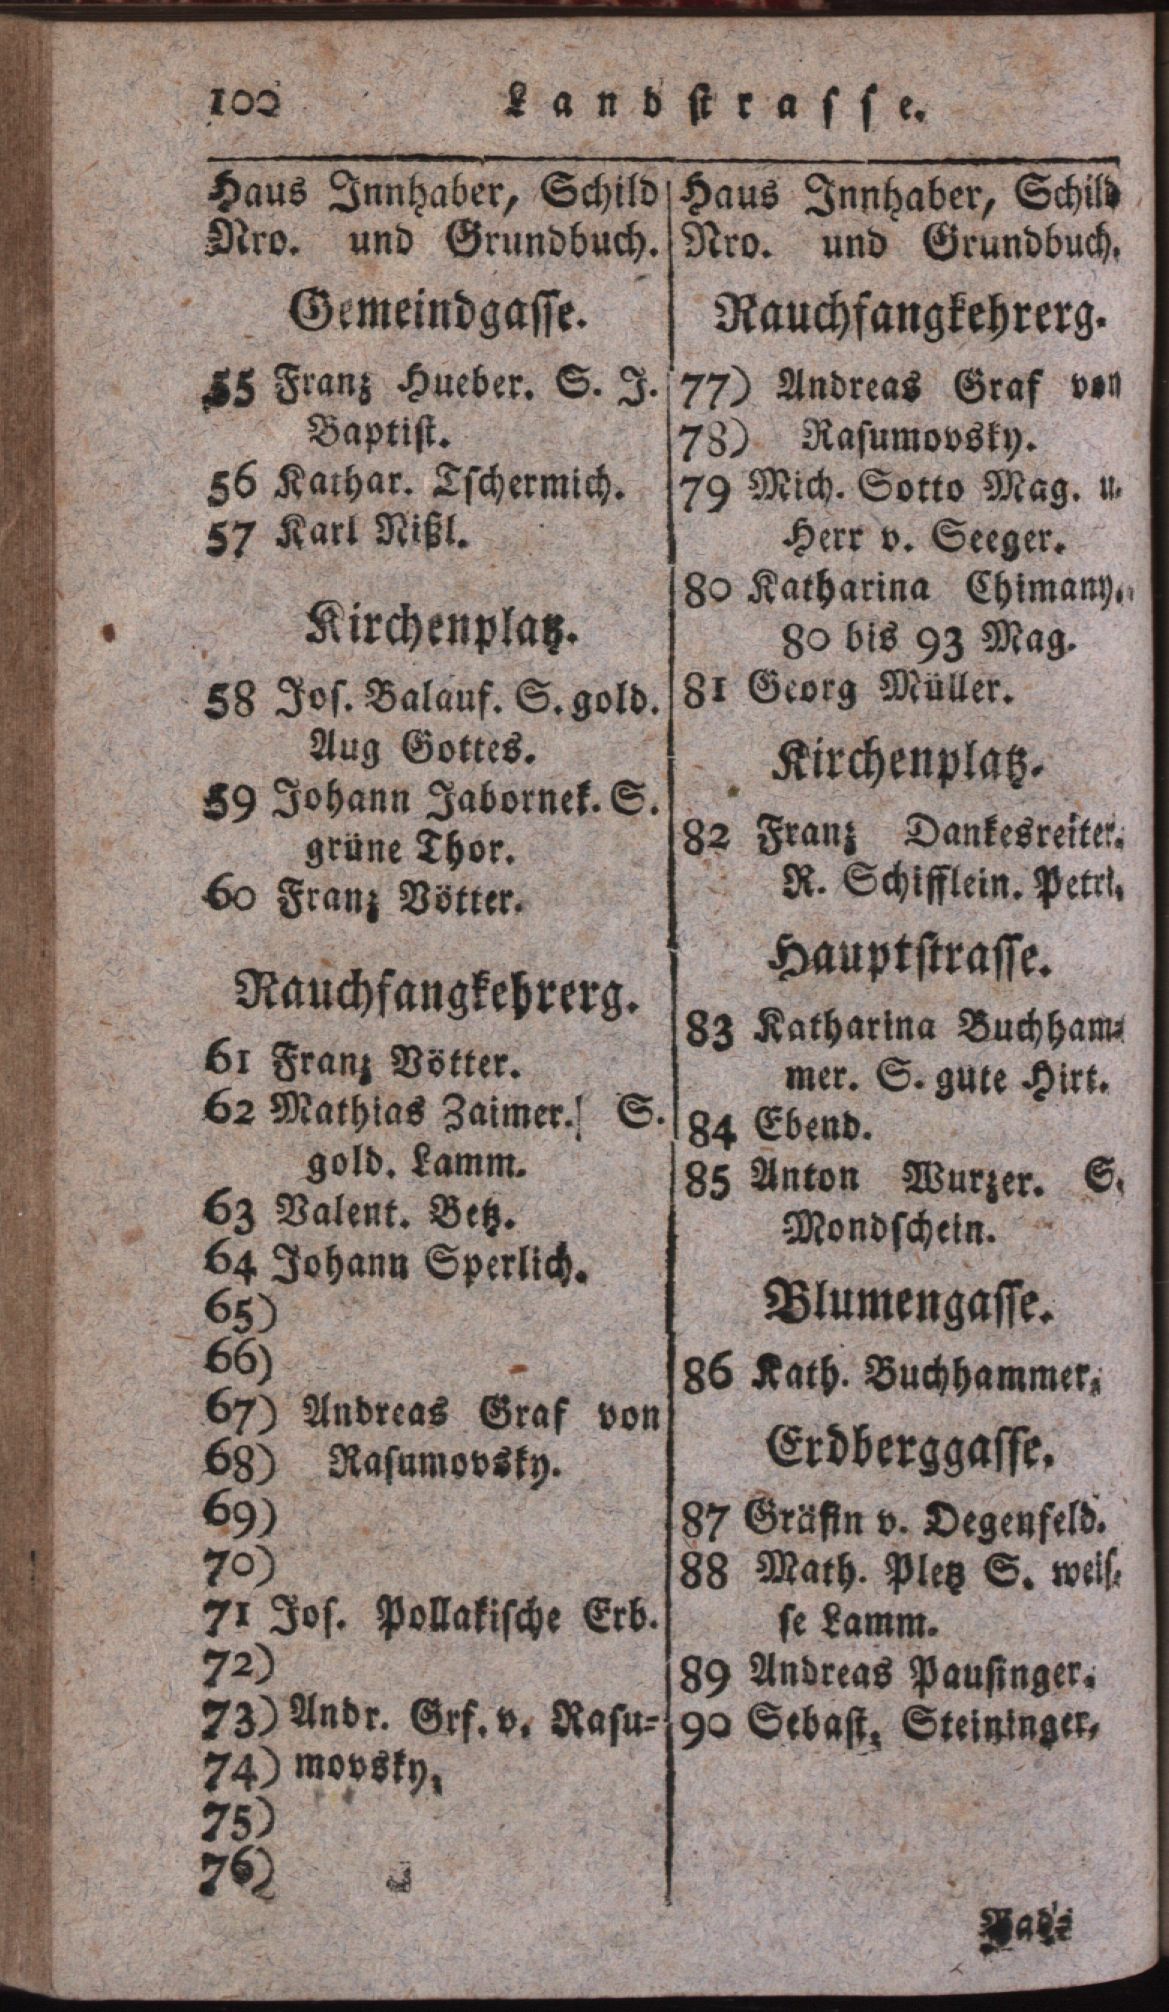 100 Landstrasse.
Haus Innhaber, Schild
Nro. und Grundbuch.
Gemeindgasse.
55 Franz Hueber. S. J.
Baptist.
56 Kathar. Tschermich.
57 Karl Nißl.
Kirchenplatz.
58 Jos. Balauf. S. gold.
Aug Gottes.
59 Johann Jabornek. S.
grüne Thor.
60 Franz Vötter.
Rauchfangkehrerg.
61 Franz Vötter.
62 Mathias Zaimer. S.
gold. Lamm.
63 Valent. Betz.
64 Johann Sperlich.
65)
66)
67) Andreas Graf von
68) Rasumovsky.
69)
70)
71 Jos. Pollakische Erb.
72)
73) Andr. Grf. v. Rasu-
74) movsky.
75)
76)
Haus Innhaber, Schild
Nro. und Grundbuch.
Rauchfangkehrerg.
77) Andreas Graf von
78) Rasumovsky.
79 Mich. Sotto Mag. u.
Herr v. Seeger.
80 Katharina Chimany.
80 bis 93 Mag.
81 Georg Müller.
Kirchenplatz.
82 Franz Dankesreiter.
R. Schifflein. Petri.
Hauptstrasse.
83 Katharina Buchham-
mer. S. gute Hirt.
84 Ebend.
85 Anton Wurzer. S.
Mondschein.
Blumengasse.
86 Kath. Buchhammer.
Erdberggasse.
87 Gräfin v. Degenfeld.
88 Math. Pletz S. weis-
se Lamm.
89 Andreas Pausinger.
90 Sebast. Steininger.